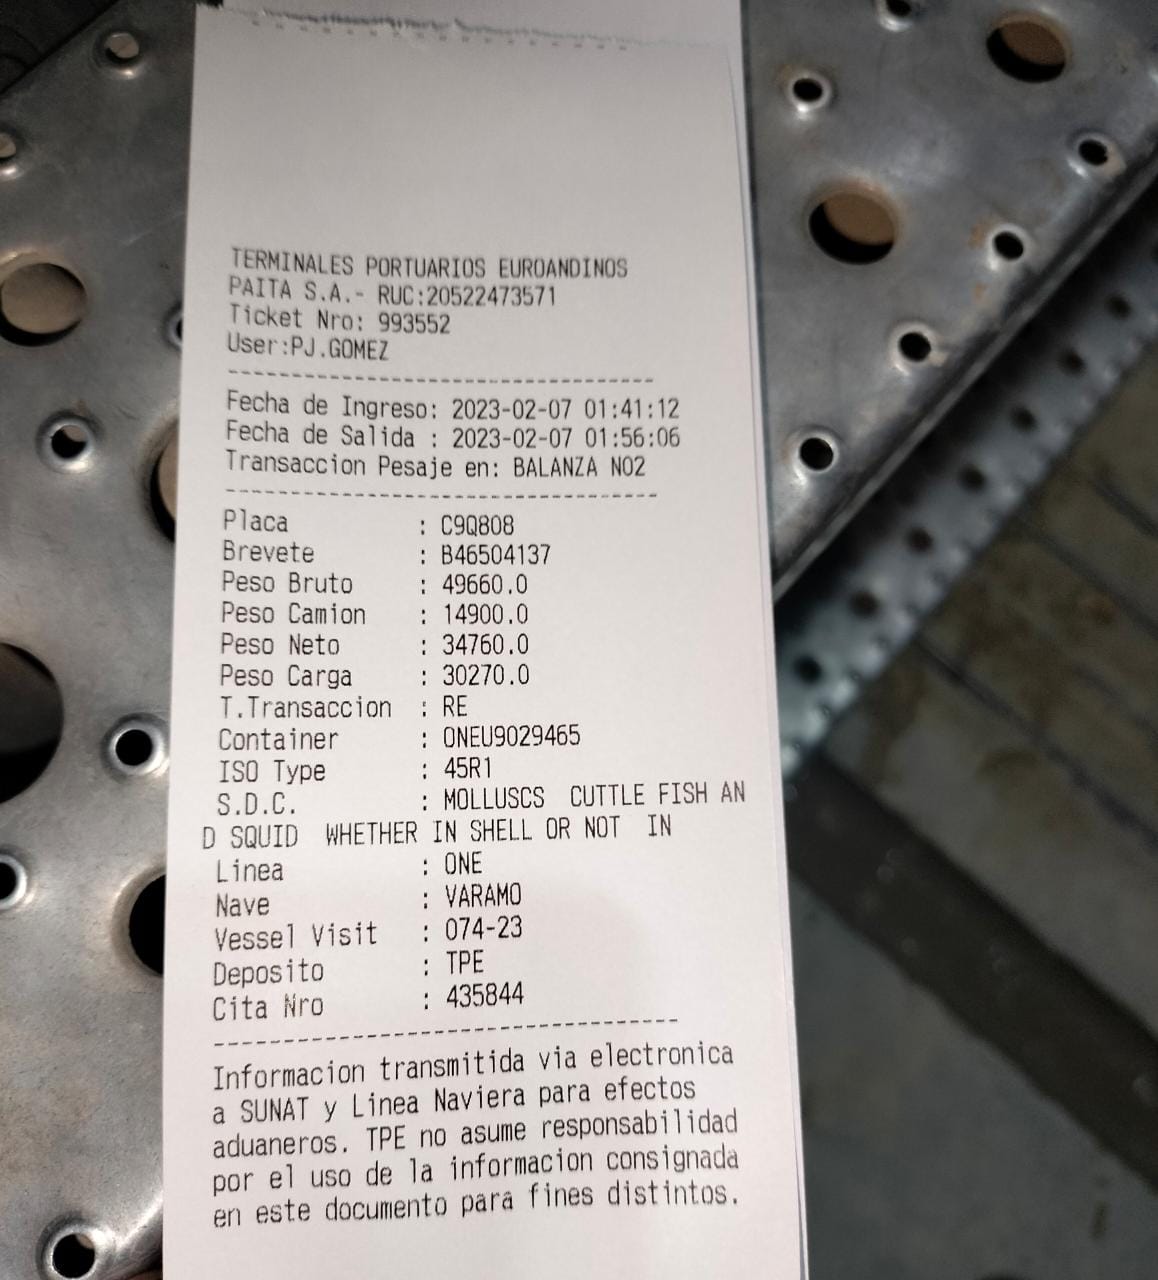 TERMINALES PORTUARIOS EUROANDINOS
PAITA S.A.- RUC:20522473571
Ticket Nro: 993552
User:PJ.GOMEZ
--------------------------------
Fecha de Ingreso: 2023-02-07 01:41:12
Fecha de Salida : 2023-02-07 01:56:06
Transaccion Pesaje en: BALANZA NO2
--------------------------------
Placa : C9Q808
Brevete : B46504137
Peso Bruto : 49660.0
Peso Camion : 14900.0
Peso Neto : 34760.0
Peso Carga : 30270.0
T.Transaccion : RE
Container : ONEU9029465
ISO Type : 45R1
S.D.C. : MOLLUSCS CUTTLE FISH AN
D SQUID WHETHER IN SHELL OR NOT IN
Linea : ONE
Nave : VARAMO
Vessel Visit : 074-23
Deposito : TPE
Cita Nro : 435844
--------------------------------
Informacion transmitida via electronica
a SUNAT y Linea Naviera para efectos
aduaneros. TPE no asume responsabilidad
por el uso de la informacion consignada
en este documento para fines distintos.